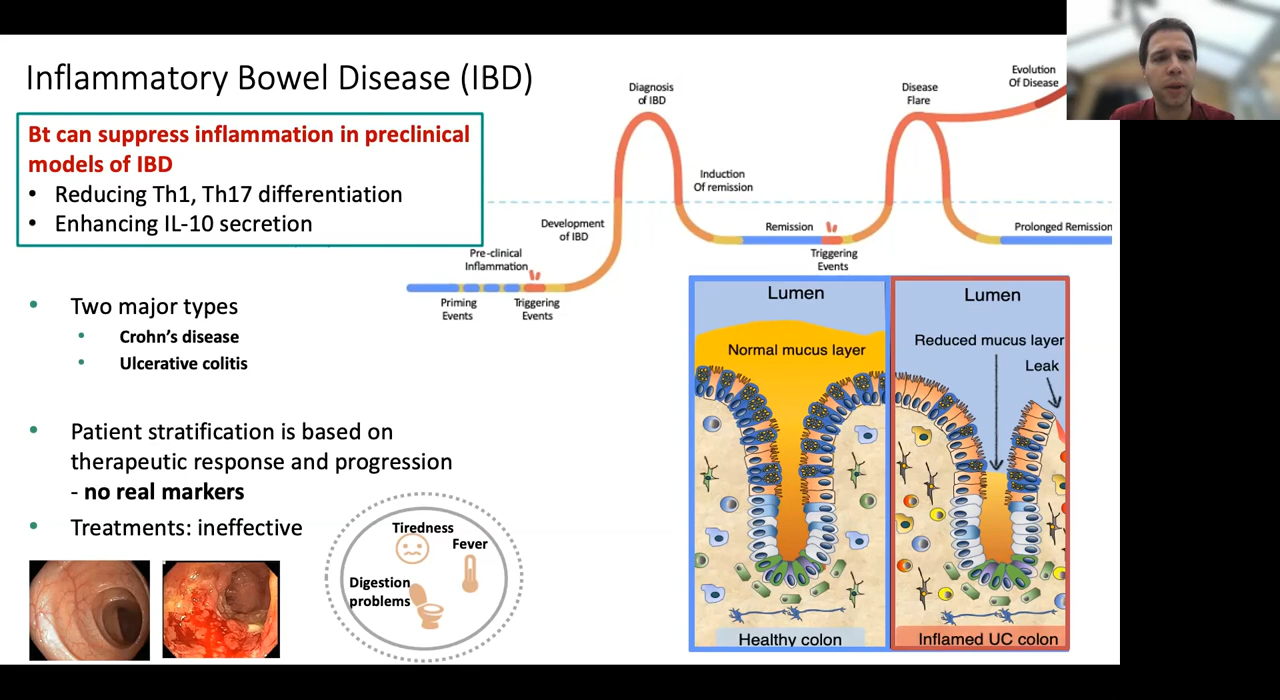 Inflammatory Bowel Disease (IBD)
Bt can suppress inflammation in preclinical
models of IBD
• Reducing Th1, Th17 differentiation
• Enhancing IL-10 secretion
Diagnosis
of IBD
Disease
Flare
Evolution
Of Disease
Induction
Of remission
Development
of IBD
Remission
Prolonged Remission
Pre-clinical
Inflammation
Triggering
Events
Priming
Events
Triggering
Events
• Two major types
• Crohn's disease
• Ulcerative colitis
• Patient stratification is based on
therapeutic response and progression
- no real markers
• Treatments: ineffective
Tiredness
Fever
Digestion
problems
Lumen
Normal mucus layer
Healthy colon
Lumen
Reduced mucus layer
Leak
Inflamed UC colon